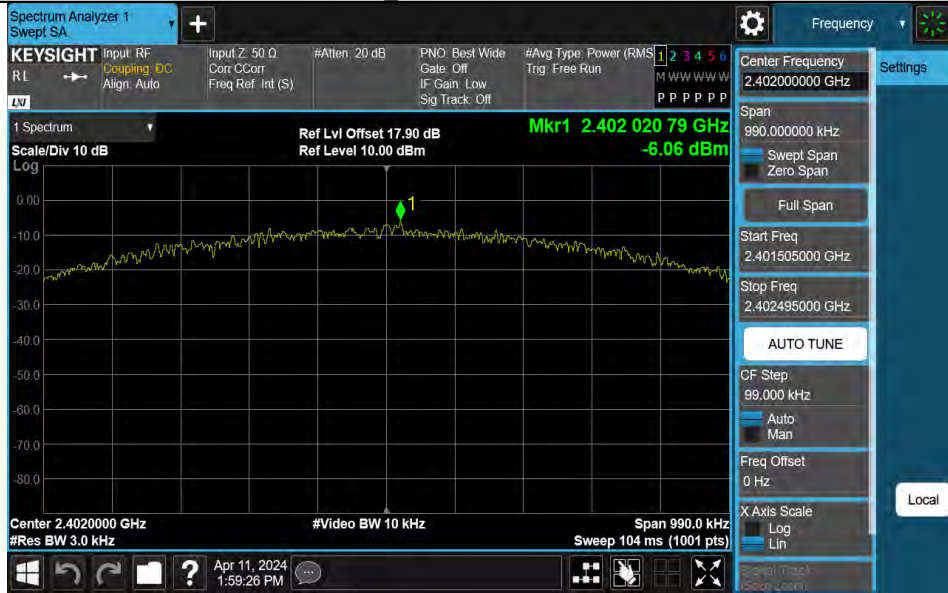 Spectrum Analyzer 1
Swept SA
+
Frequency
KEYSIGHT
RL
LXI
Input: RF
Coupling: DC
Align: Auto
Input Z: 50 Ω
Corr CCorr
Freq Ref: Int (S)
#Atten: 20 dB
PNO: Best Wide
Gate: Off
IF Gain: Low
Sig Track: Off
#Avg Type: Power (RMS
Trig: Free Run
1 2 3 4 5 6
M W W W W W
P P P P P P
1 Spectrum
Scale/Div 10 dB
Ref Lvl Offset 17.90 dB
Ref Level 10.00 dBm
Mkr1 2.402 020 79 GHz
-6.06 dBm
Log
1
0.00
-10.0
-20.0
-30.0
-40.0
-50.0
-60.0
-70.0
-80.0
Center 2.4020000 GHz
#Res BW 3.0 kHz
#Video BW 10 kHz
Span 990.0 kHz
Sweep 104 ms (1001 pts)
?
Apr 11, 2024
1:59:26 PM
Center Frequency
2.402000000 GHz
Span
990.000000 kHz
Swept Span
Zero Span
Full Span
Start Freq
2.401505000 GHz
Stop Freq
2.402495000 GHz
AUTO TUNE
CF Step
99.000 kHz
Auto
Man
Freq Offset
0 Hz
X Axis Scale
Log
Lin
Signal Track
(Span Zoom)
Settings
Local